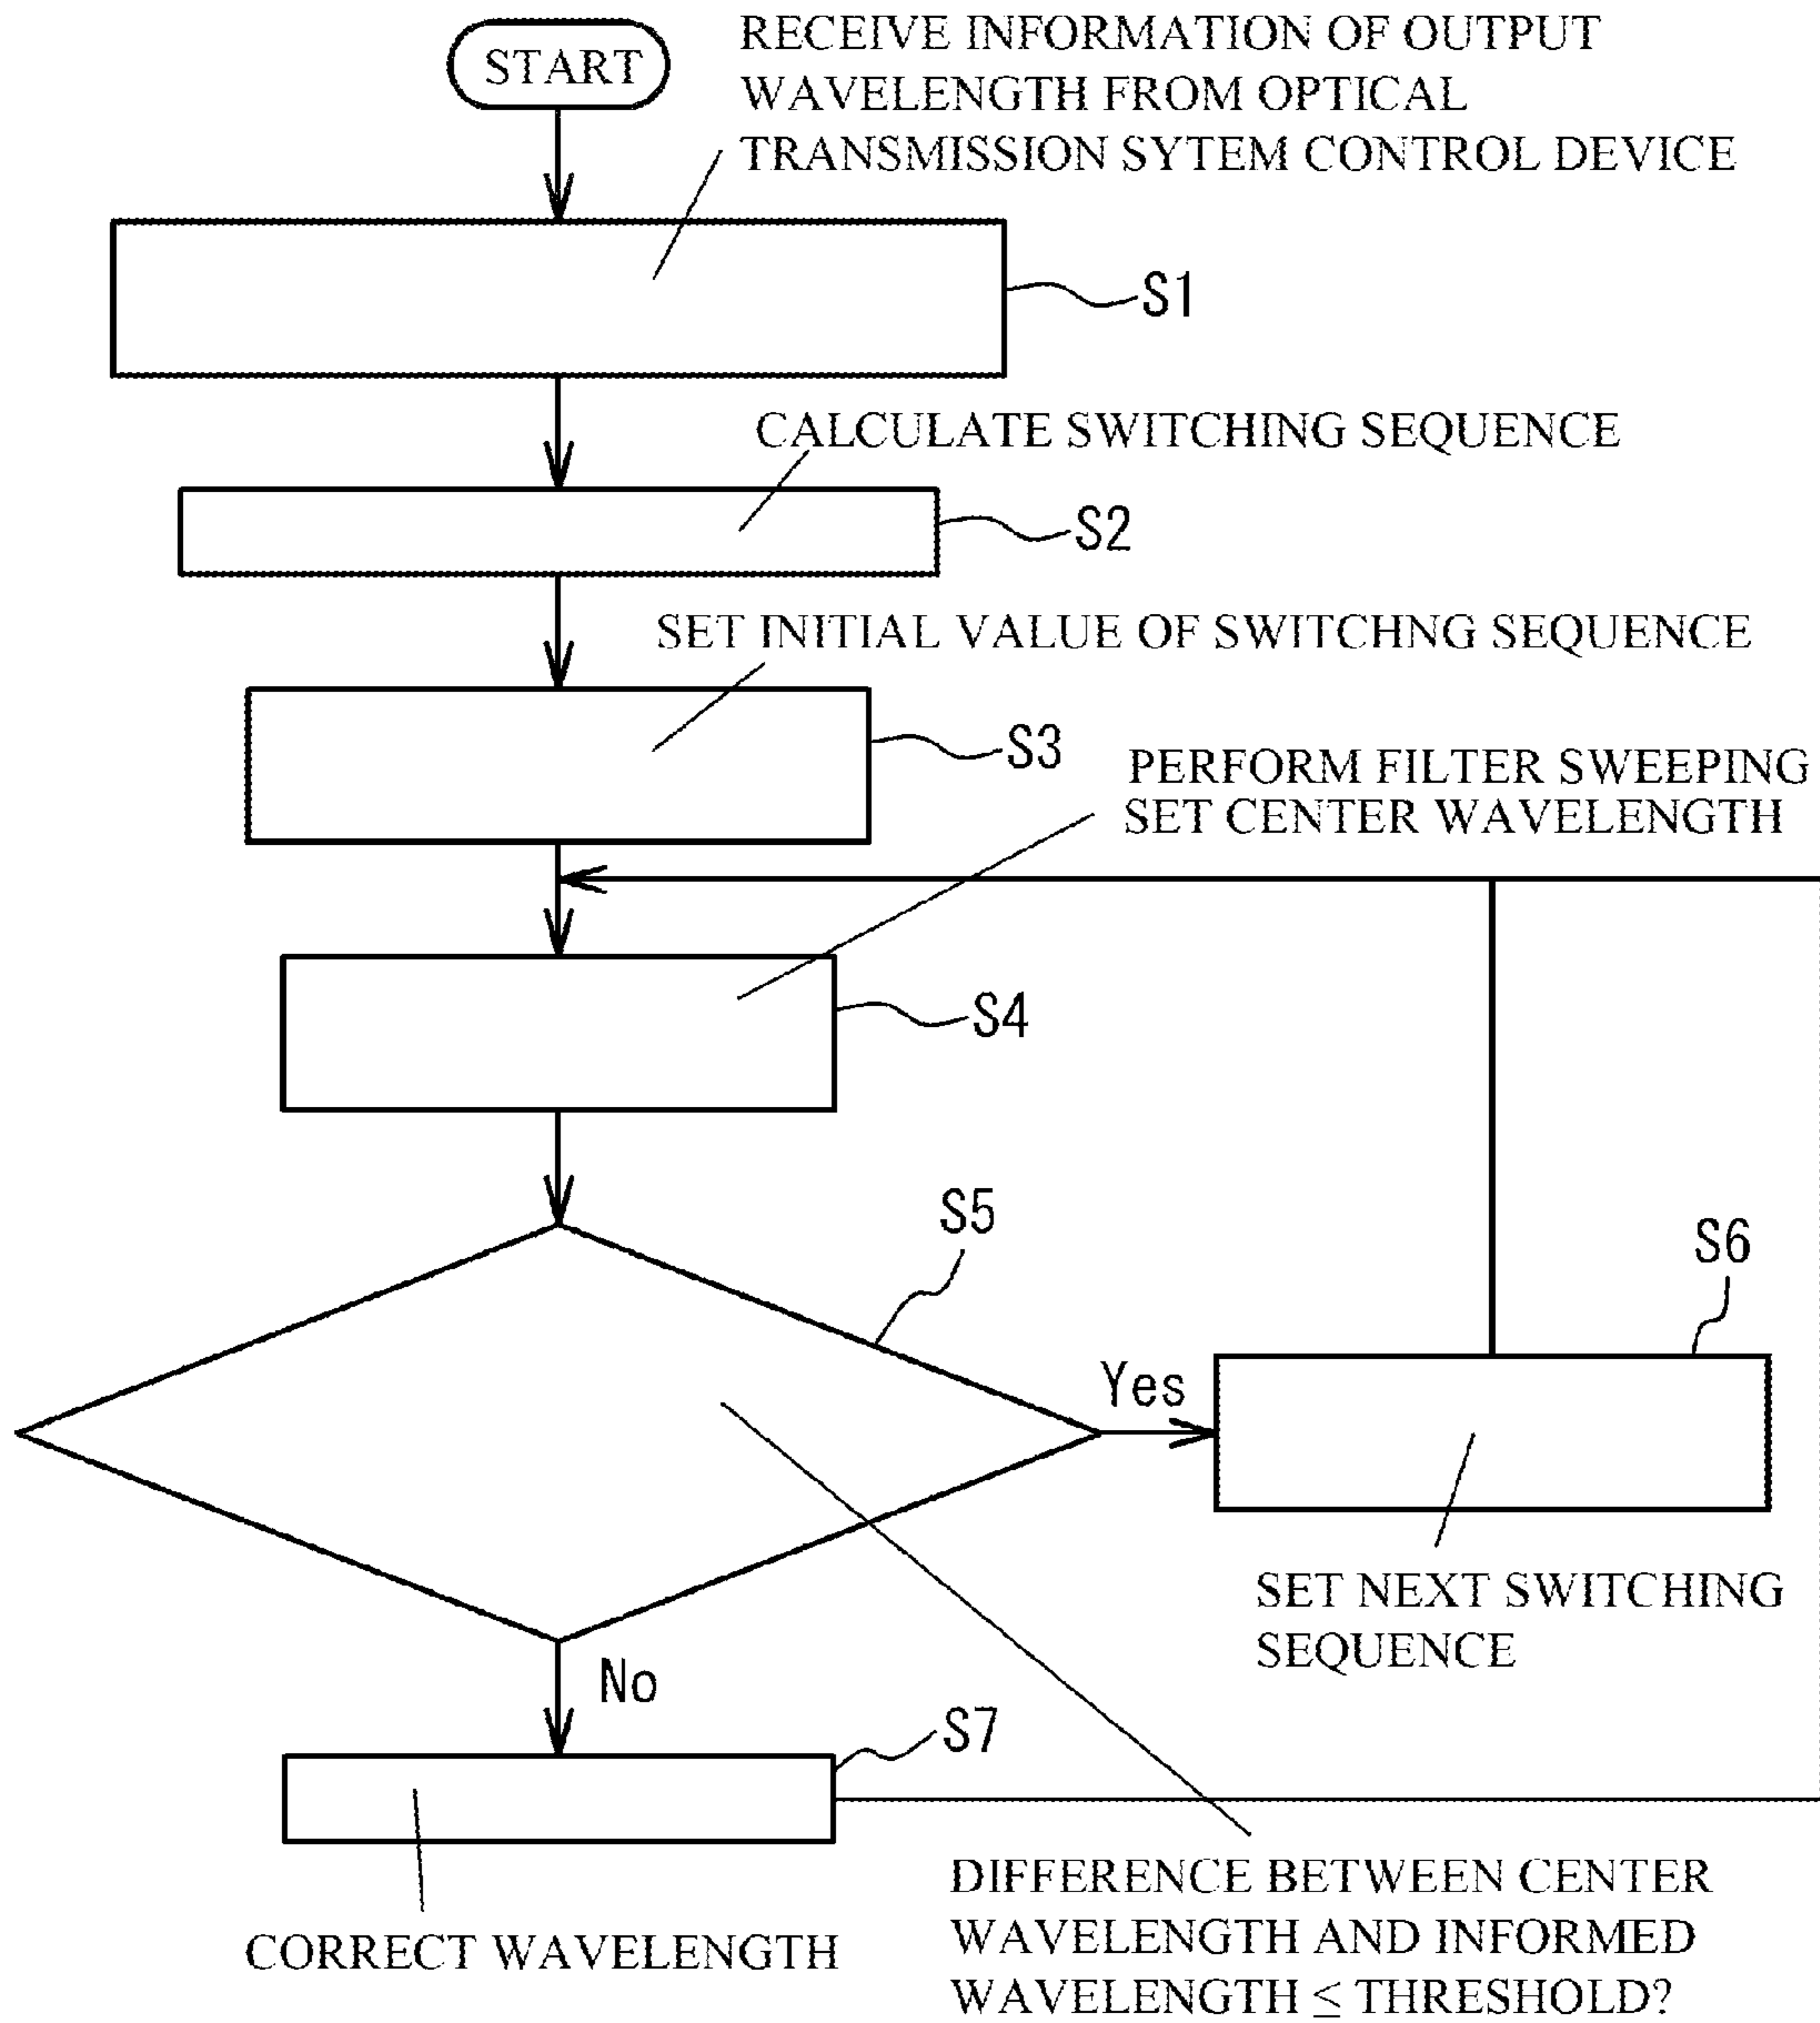 START
RECEIVE INFORMATION OF OUTPUT
WAVELENGTH FROM OPTICAL
TRANSMISSION SYTEM CONTROL DEVICE
S1
CALCULATE SWITCHING SEQUENCE
S2
SET INITIAL VALUE OF SWITCHNG SEQUENCE
S3
PERFORM FILTER SWEEPING
SET CENTER WAVELENGTH
S4
S5
S6
Yes
SET NEXT SWITCHING
SEQUENCE
No
S7
CORRECT WAVELENGTH
DIFFERENCE BETWEEN CENTER
WAVELENGTH AND INFORMED
WAVELENGTH ≤ THRESHOLD?